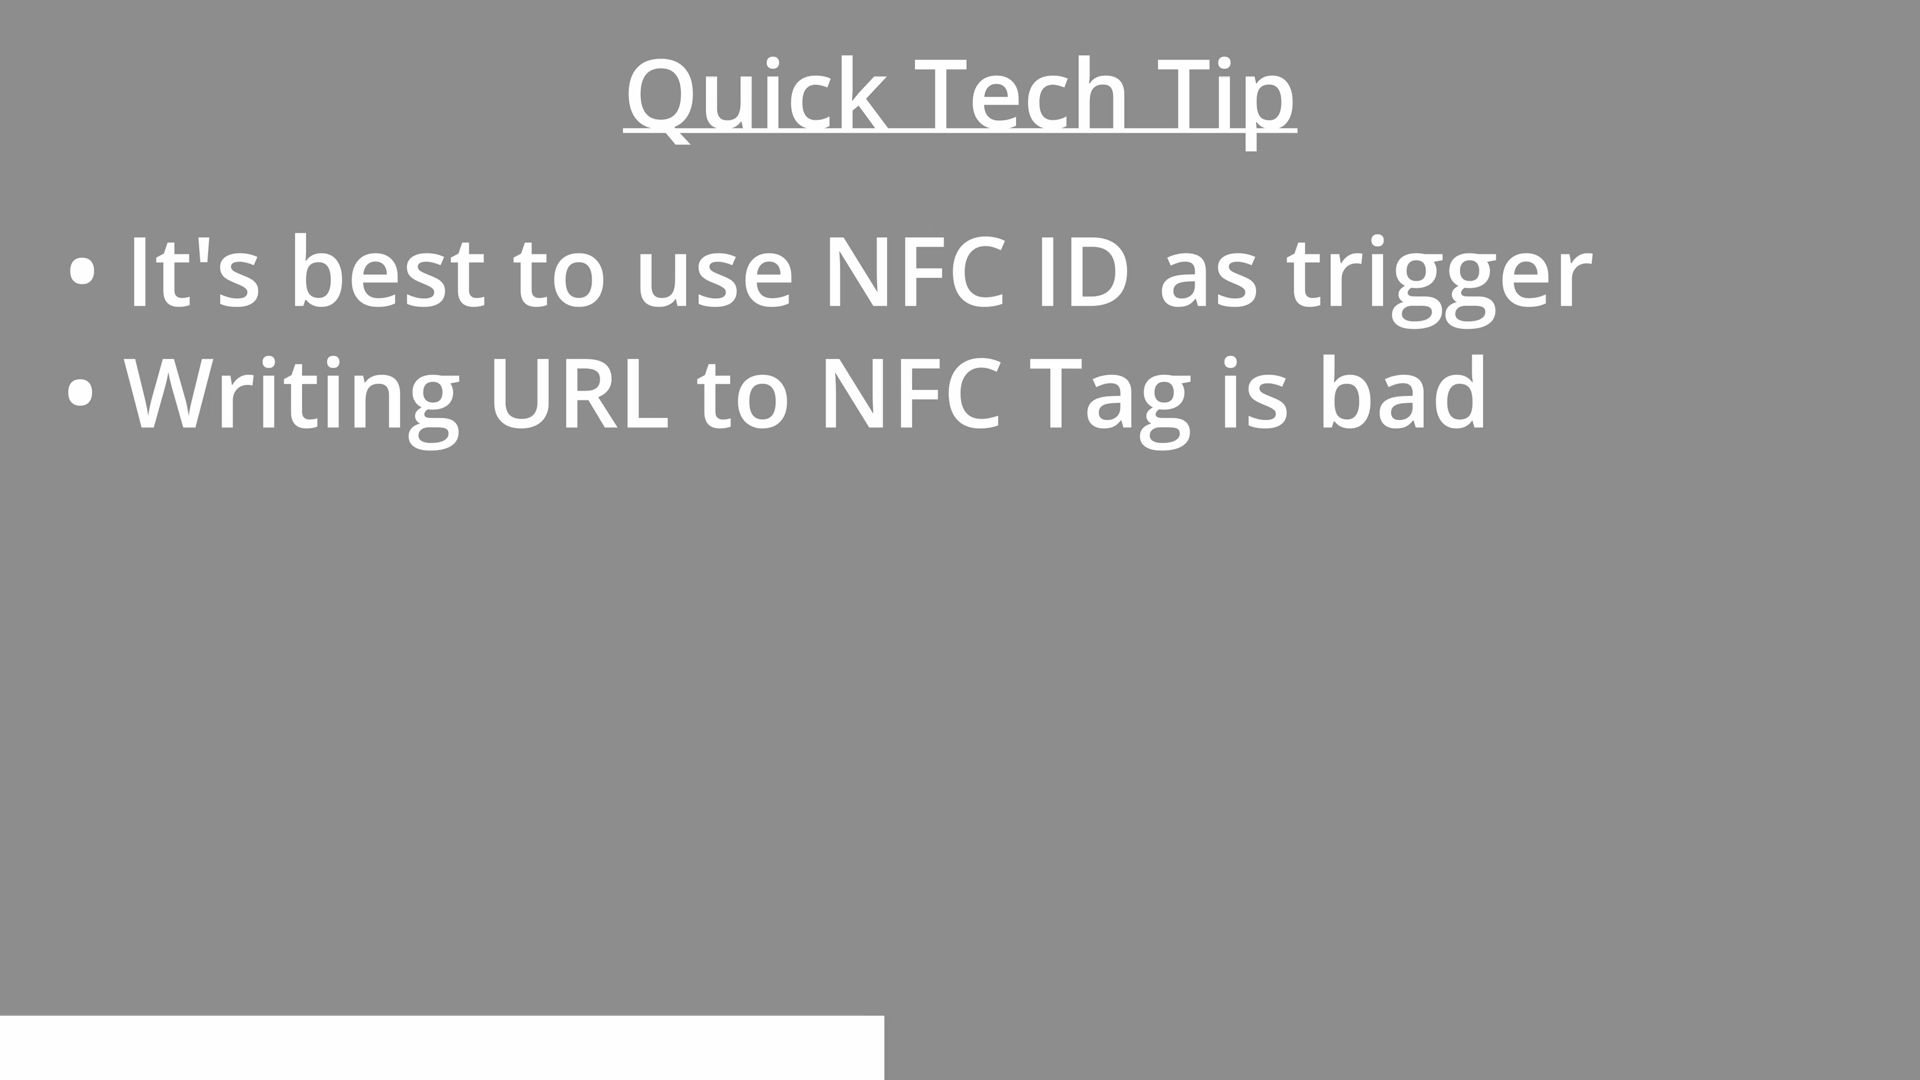 Quick Tech Tip
• It's best to use NFC ID as trigger
• Writing URL to NFC Tag is bad